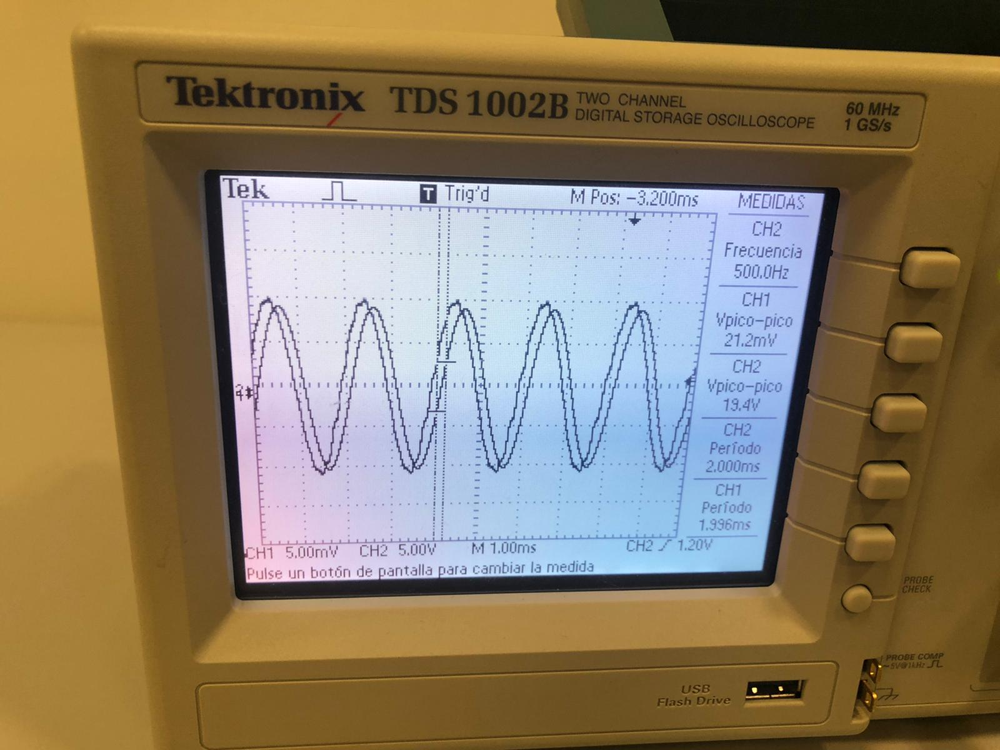 Tektronix TDS 1002B TWO CHANNEL
DIGITAL STORAGE OSCILLOSCOPE
60 MHz
1 GS/s
Tek T Trig'd M Pos: -3.200ms MEDIDAS
CH2
Frecuencia
500.0Hz
CH1
Vpico-pico
21.2mV
CH2
Vpico-pico
19.4V
CH2
Período
2.000ms
CH1
Período
1.996ms
CH1 5.00mV CH2 5.00V M 1.00ms CH2 1.20V
Pulse un botón de pantalla para cambiar la medida
PROBE
CHECK
PROBE COMP
~5V@1kHz
USB
Flash Drive